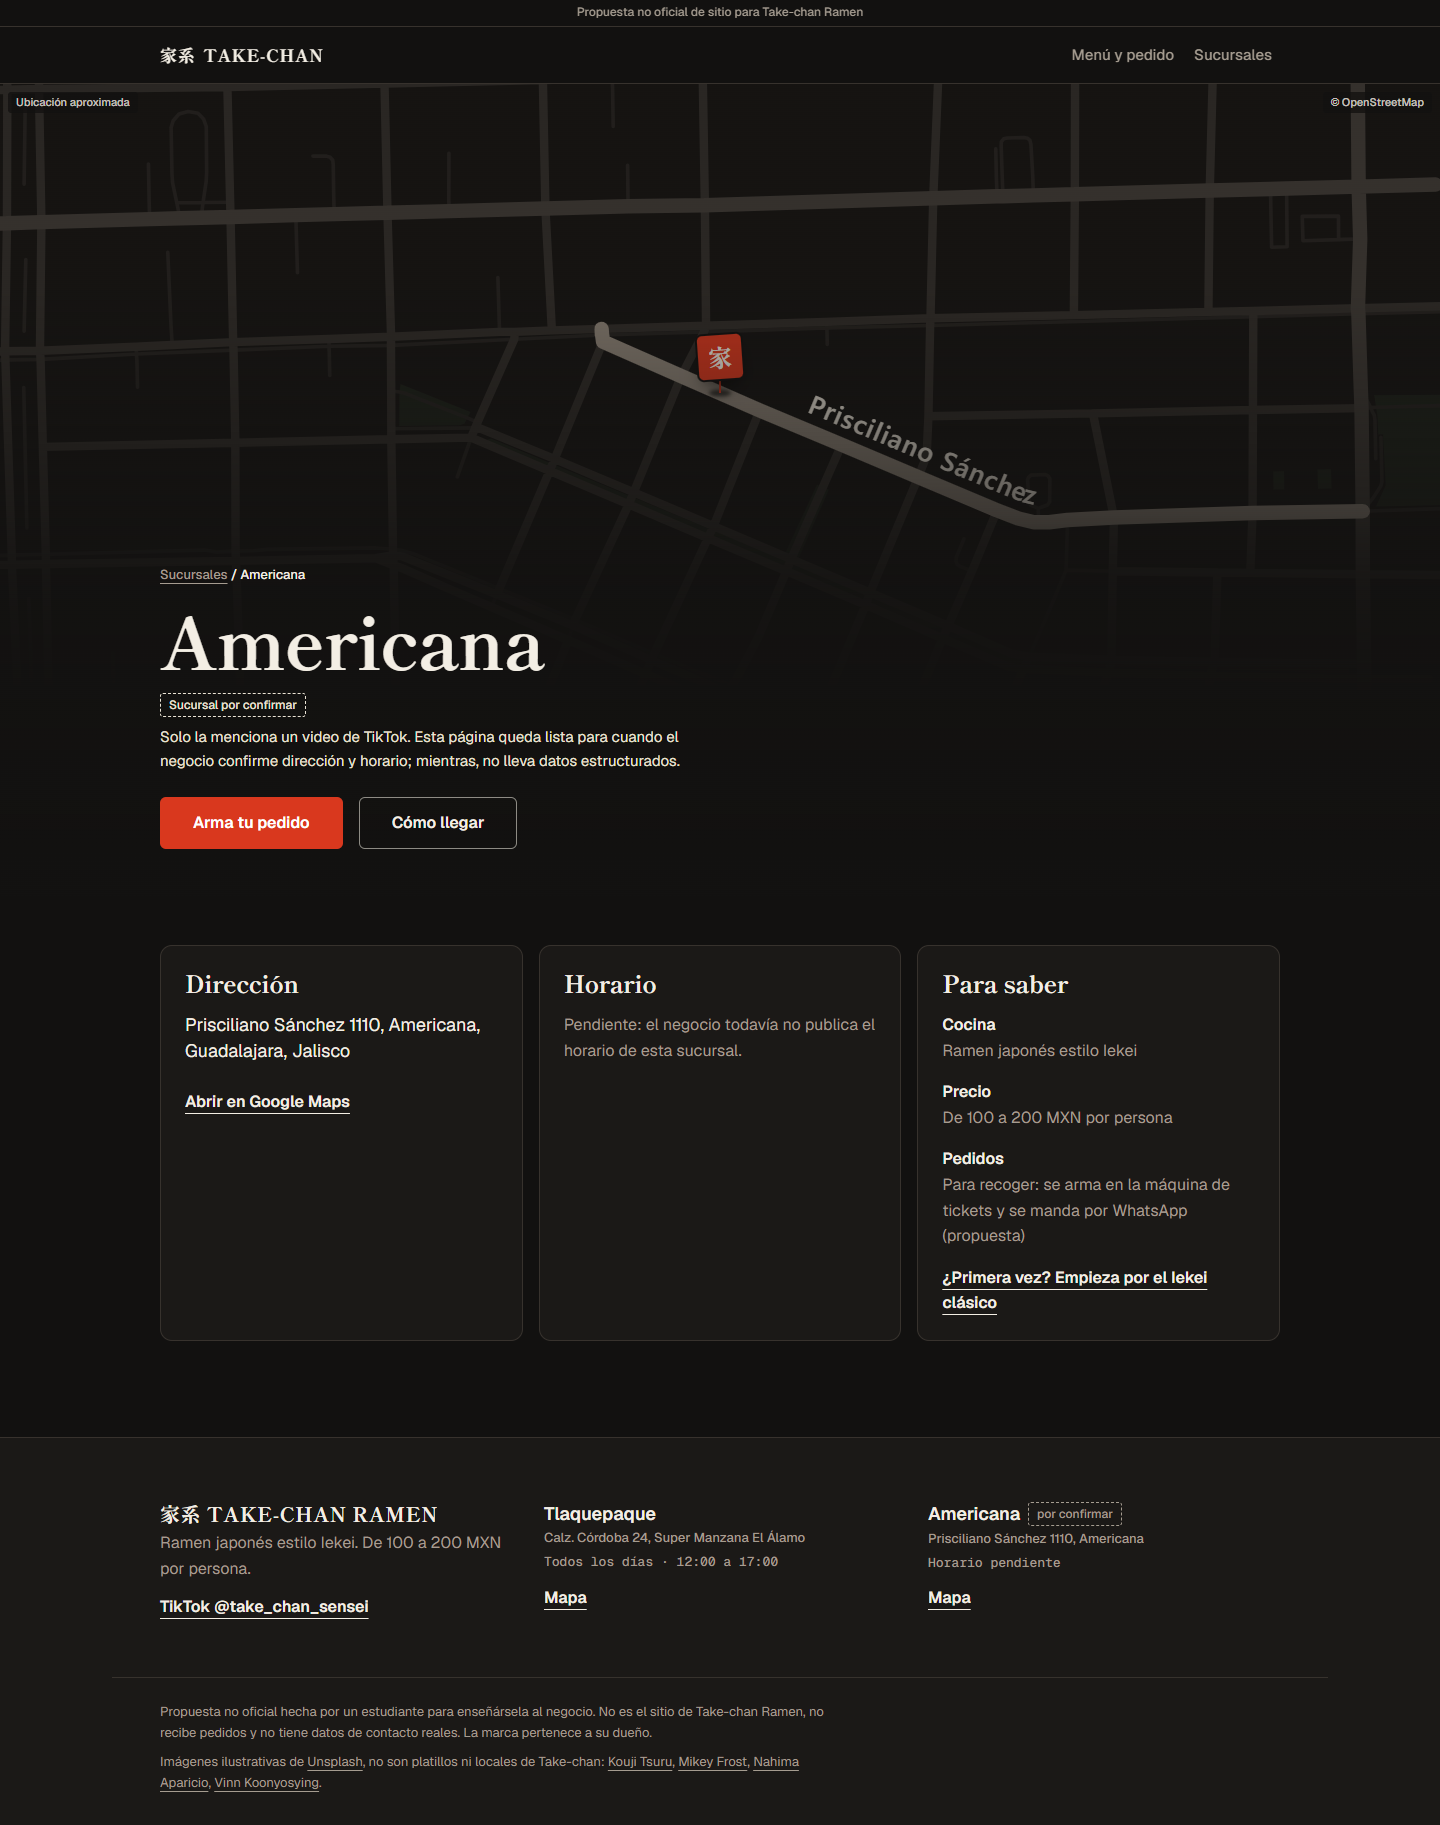 Propuesta no oficial de sitio para Take-chan Ramen
家系 TAKE-CHAN
Menú y pedido
Sucursales
Ubicación aproximada
© OpenStreetMap
家
Prisciliano Sánchez
Sucursales / Americana
Americana
Sucursal por confirmar
Solo la menciona un video de TikTok. Esta página queda lista para cuando el
negocio confirme dirección y horario; mientras, no lleva datos estructurados.
Arma tu pedido
Cómo llegar
Dirección
Prisciliano Sánchez 1110, Americana,
Guadalajara, Jalisco
Abrir en Google Maps
Horario
Pendiente: el negocio todavía no publica el
horario de esta sucursal.
Para saber
Cocina
Ramen japonés estilo Iekei
Precio
De 100 a 200 MXN por persona
Pedidos
Para recoger: se arma en la máquina de
tickets y se manda por WhatsApp
(propuesta)
¿Primera vez? Empieza por el Iekei
clásico
家系 TAKE-CHAN RAMEN
Ramen japonés estilo Iekei. De 100 a 200 MXN
por persona.
TikTok @take_chan_sensei
Tlaquepaque
Calz. Córdoba 24, Super Manzana El Álamo
Todos los días · 12:00 a 17:00
Mapa
Americana por confirmar
Prisciliano Sánchez 1110, Americana
Horario pendiente
Mapa
Propuesta no oficial hecha por un estudiante para enseñársela al negocio. No es el sitio de Take-chan Ramen, no
recibe pedidos y no tiene datos de contacto reales. La marca pertenece a su dueño.
Imágenes ilustrativas de Unsplash, no son platillos ni locales de Take-chan: Kouji Tsuru, Mikey Frost, Nahima
Aparicio, Vinn Koonyosying.